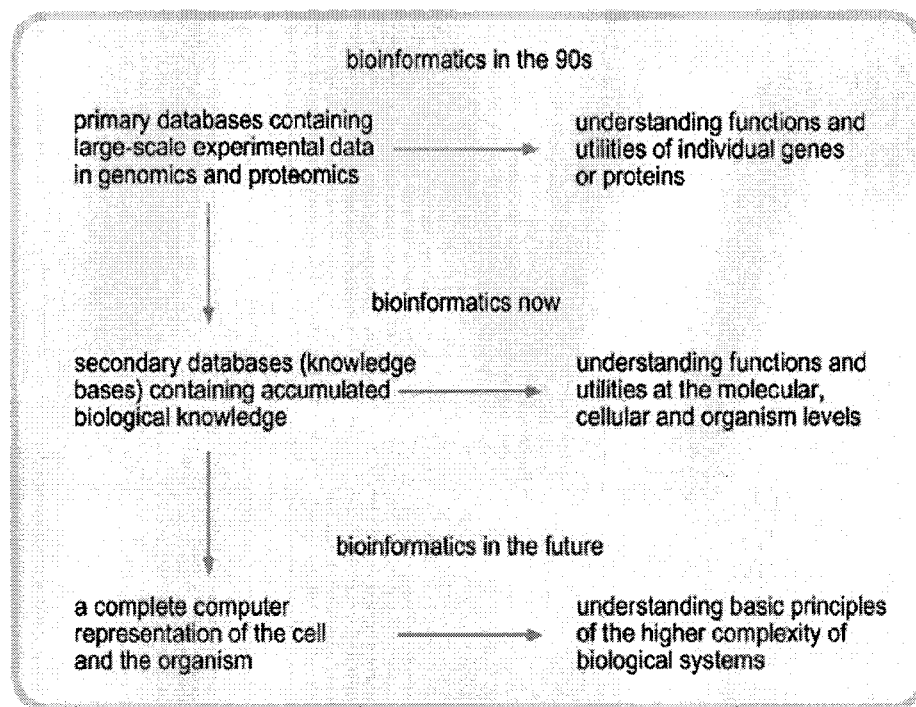 bioinformatics in the 90s
primary databases containing
large-scale experimental data
in genomics and proteomics
understanding functions and
utilities of individual genes
or proteins
bioinformatics now
secondary databases (knowledge
bases) containing accumulated
biological knowledge
understanding functions and
utilities at the molecular,
cellular and organism levels
bioinformatics in the future
a complete computer
representation of the cell
and the organism
understanding basic principles
of the higher complexity of
biological systems